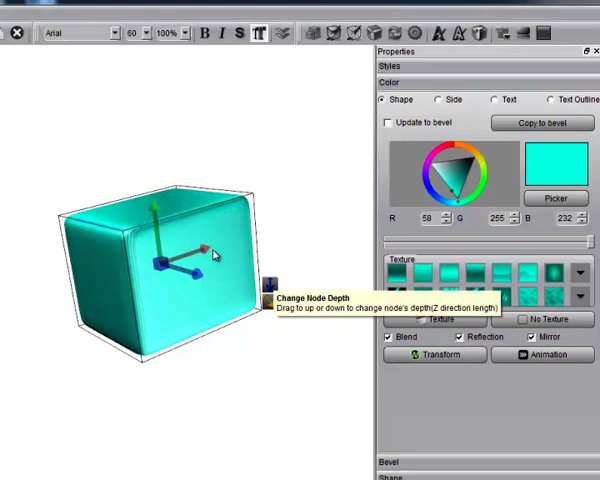 Arial 60 100% B I S
Properties
Styles
Color
Shape Side Text Text Outline
Update to bevel Copy to bevel
Picker
R 58 G 255 B 232
Texture
Change Node Depth
Drag to up or down to change node's depth(Z direction length)
Texture No Texture
Blend Reflection Mirror
Transform Animation
Bevel
Shape